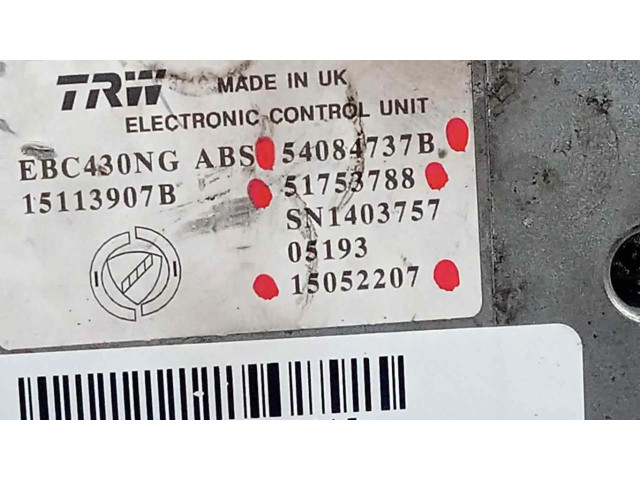 TRW MADE IN UK
ELECTRONIC CONTROL UNIT
EBC430NG ABS 54084737B
15113907B 51753788
SN1403757
05193
15052207